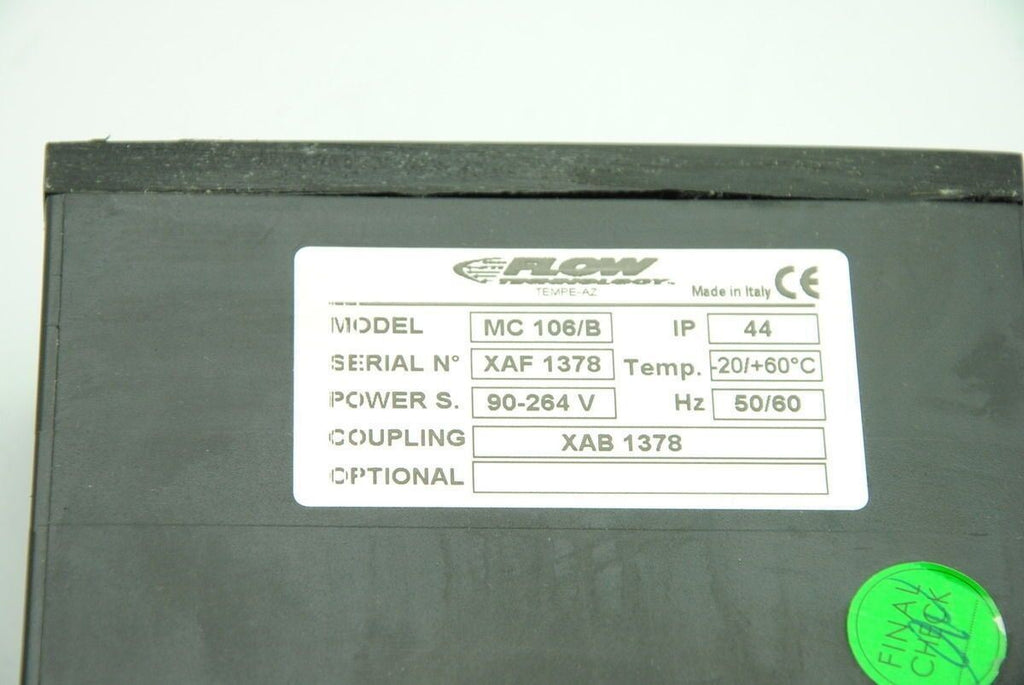 FLOW
TECHNOLOGY™
TEMPE-AZ
Made in Italy CE
MODEL MC 106/B IP 44
SERIAL N° XAF 1378 Temp. -20/+60°C
POWER S. 90-264 V Hz 50/60
COUPLING XAB 1378
OPTIONAL
FINAL
CHECK